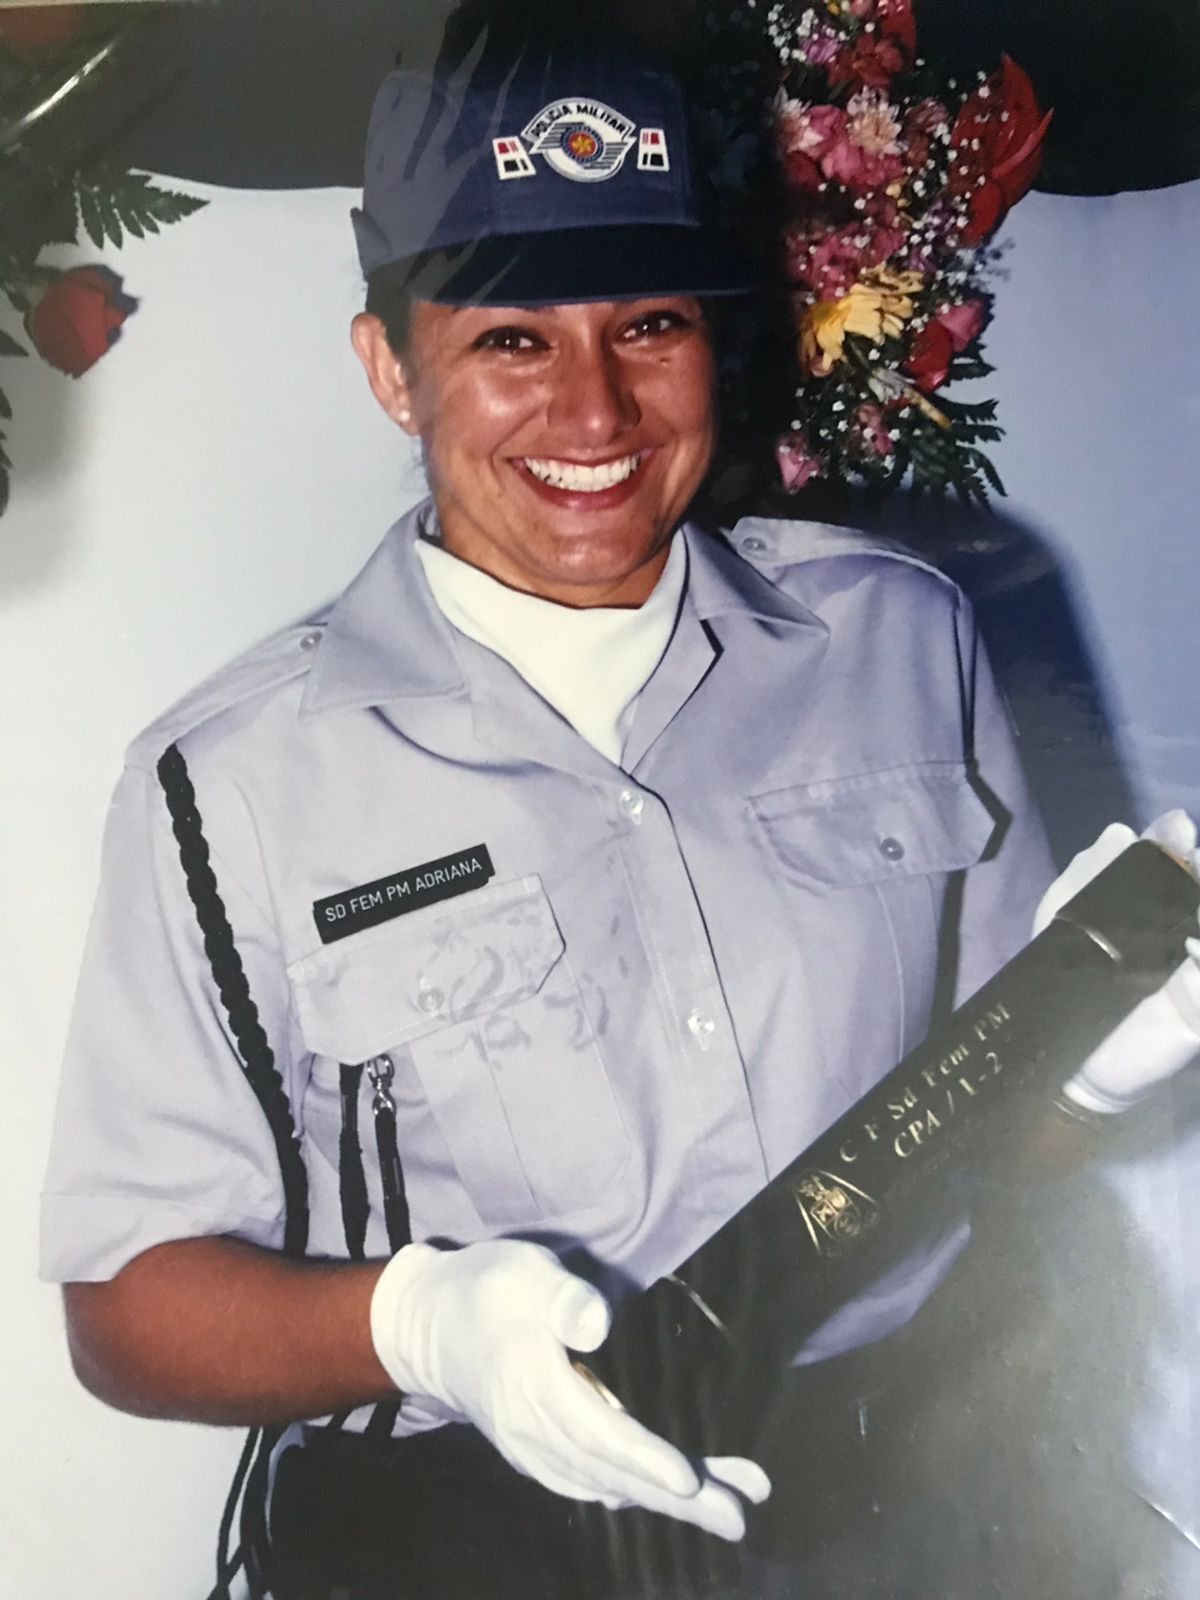 POLÍCIA MILITAR
SD FEM PM ADRIANA
C F Sd Fem PM
CPA / I-2